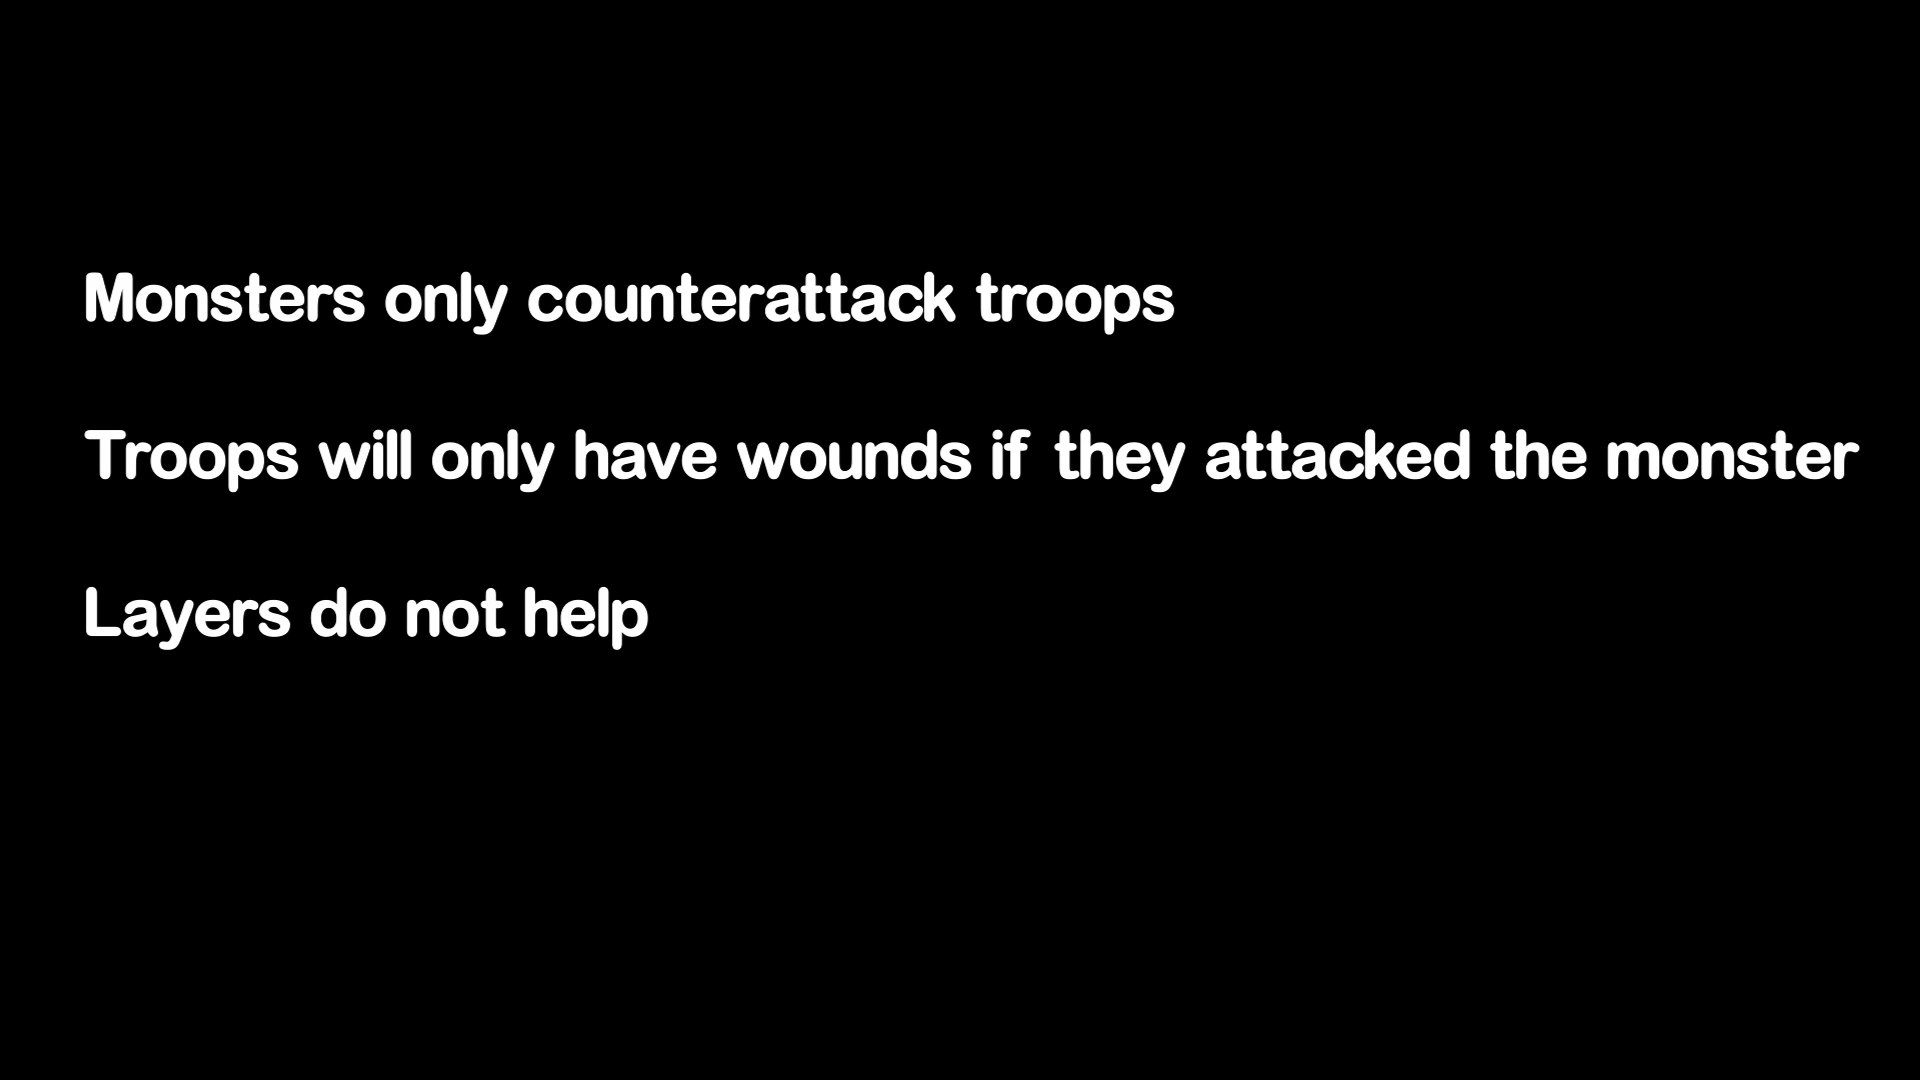 Monsters only counterattack troops
Troops will only have wounds if they attacked the monster
Layers do not help